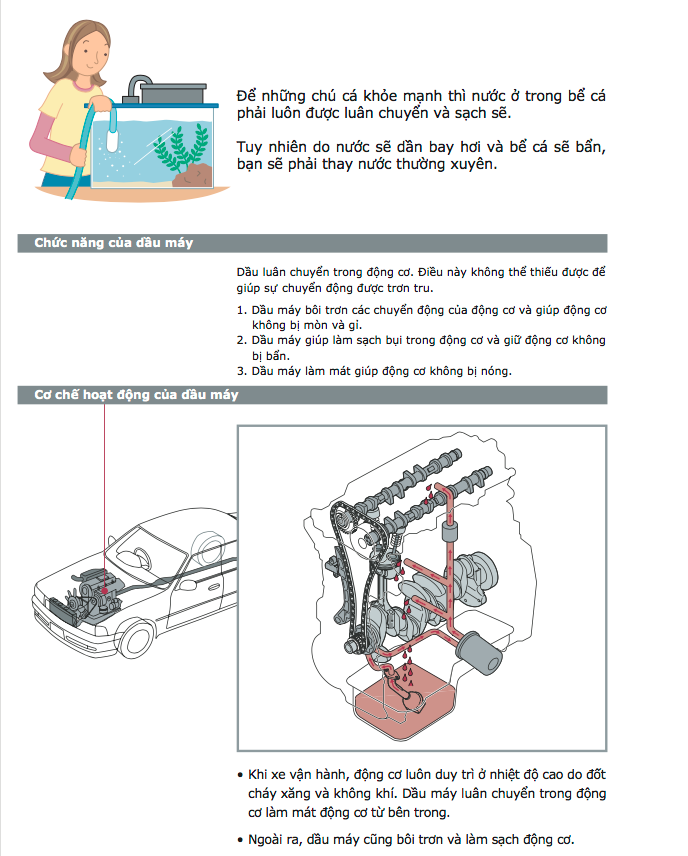 Để những chú cá khỏe mạnh thì nước ở trong bể cá
phải luôn được luân chuyển và sạch sẽ.
Tuy nhiên do nước sẽ dần bay hơi và bể cá sẽ bẩn,
bạn sẽ phải thay nước thường xuyên.
Chức năng của dầu máy
Dầu luân chuyển trong động cơ. Điều này không thể thiếu được để
giúp sự chuyển động được trơn tru.
1. Dầu máy bôi trơn các chuyển động của động cơ và giúp động cơ
không bị mòn và gỉ.
2. Dầu máy giúp làm sạch bụi trong động cơ và giữ động cơ không
bị bẩn.
3. Dầu máy làm mát giúp động cơ không bị nóng.
Cơ chế hoạt động của dầu máy
• Khi xe vận hành, động cơ luôn duy trì ở nhiệt độ cao do đốt
cháy xăng và không khí. Dầu máy luân chuyển trong động
cơ làm mát động cơ từ bên trong.
• Ngoài ra, dầu máy cũng bôi trơn và làm sạch động cơ.